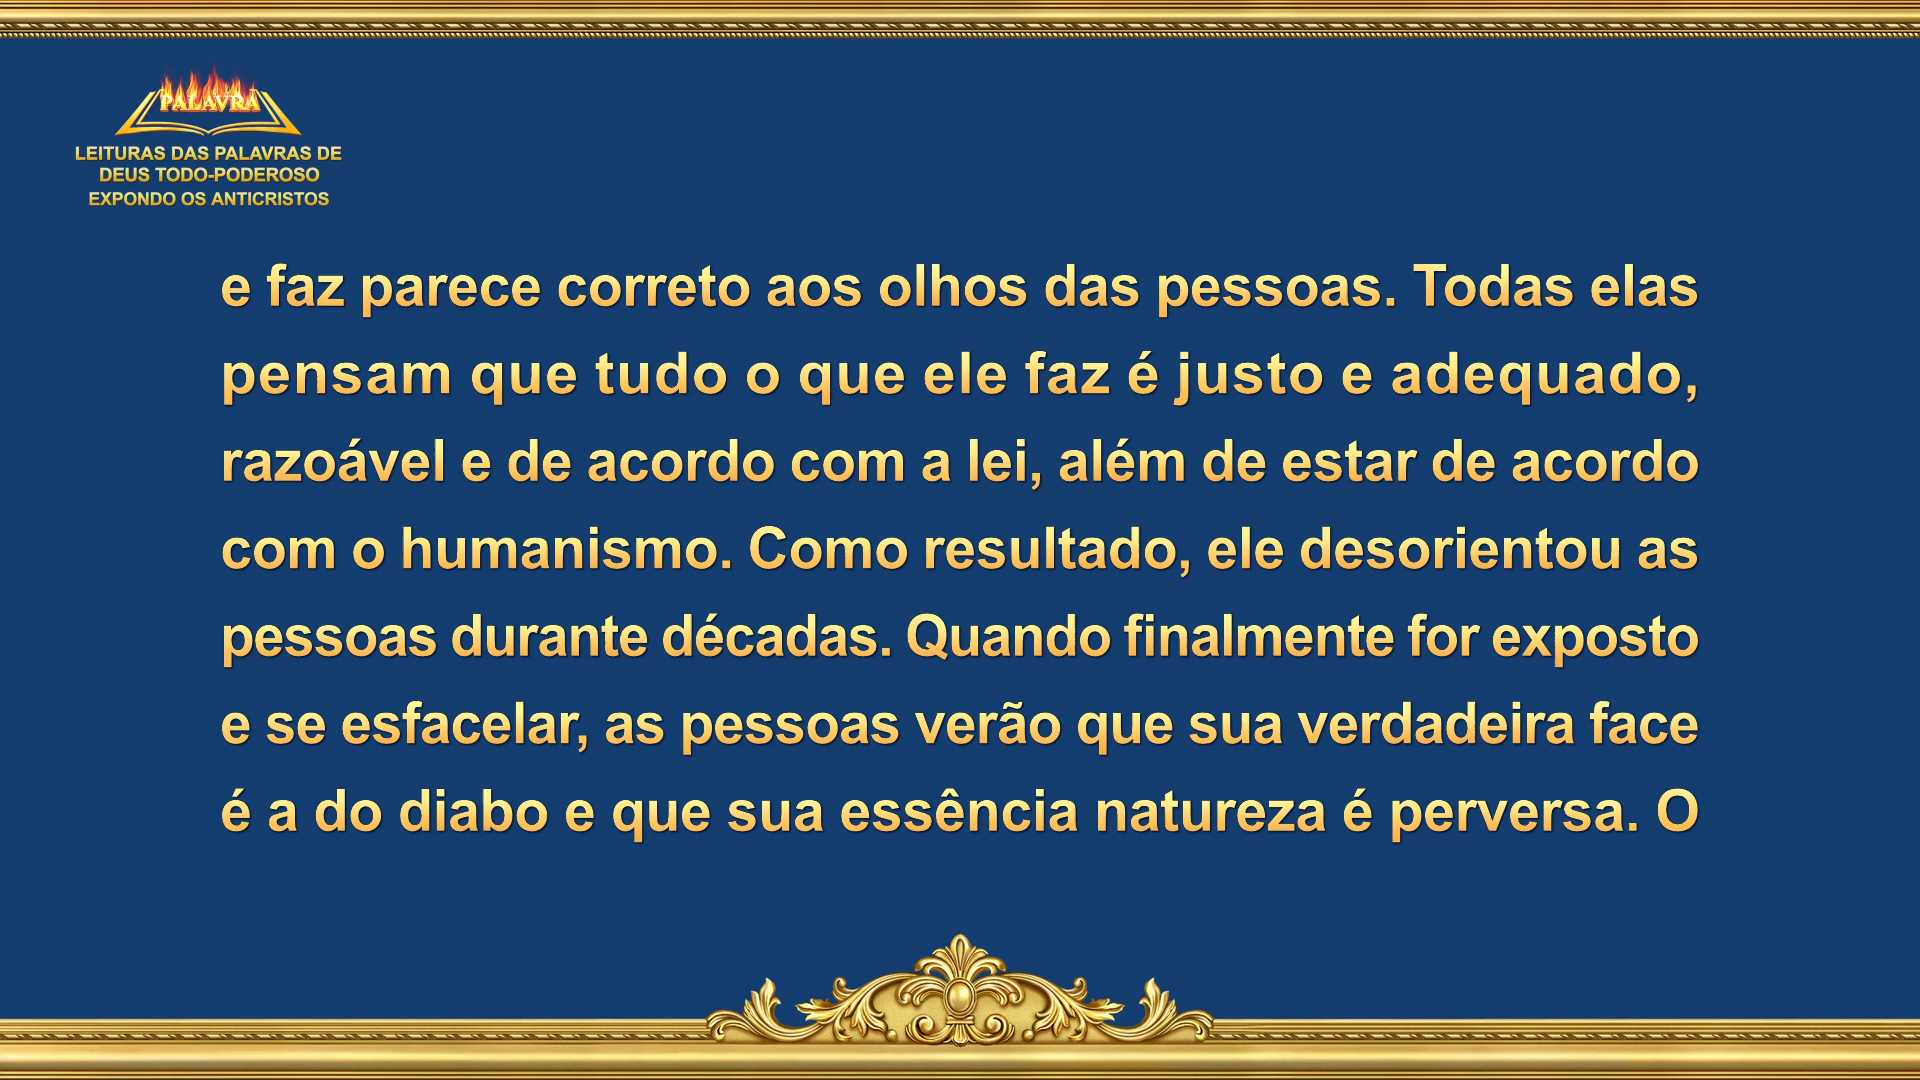 PALAVRA
LEITURAS DAS PALAVRAS DE
DEUS TODO-PODEROSO
EXPONDO OS ANTICRISTOS
e faz parece correto aos olhos das pessoas. Todas elas
pensam que tudo o que ele faz é justo e adequado,
razoável e de acordo com a lei, além de estar de acordo
com o humanismo. Como resultado, ele desorientou as
pessoas durante décadas. Quando finalmente for exposto
e se esfacelar, as pessoas verão que sua verdadeira face
é a do diabo e que sua essência natureza é perversa. O